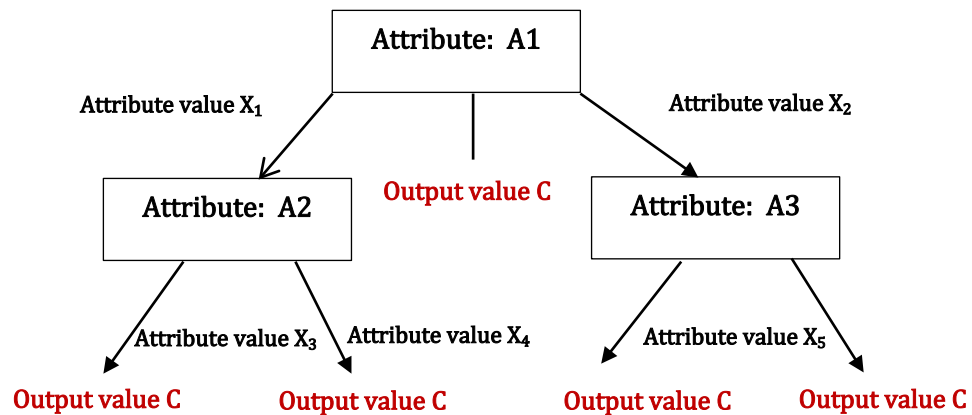 Attribute: A1
Attribute value X₁
Attribute value X₂
Output value C
Attribute: A2
Attribute: A3
Attribute value X₃
Attribute value X₄
Attribute value X₅
Output value C
Output value C
Output value C
Output value C